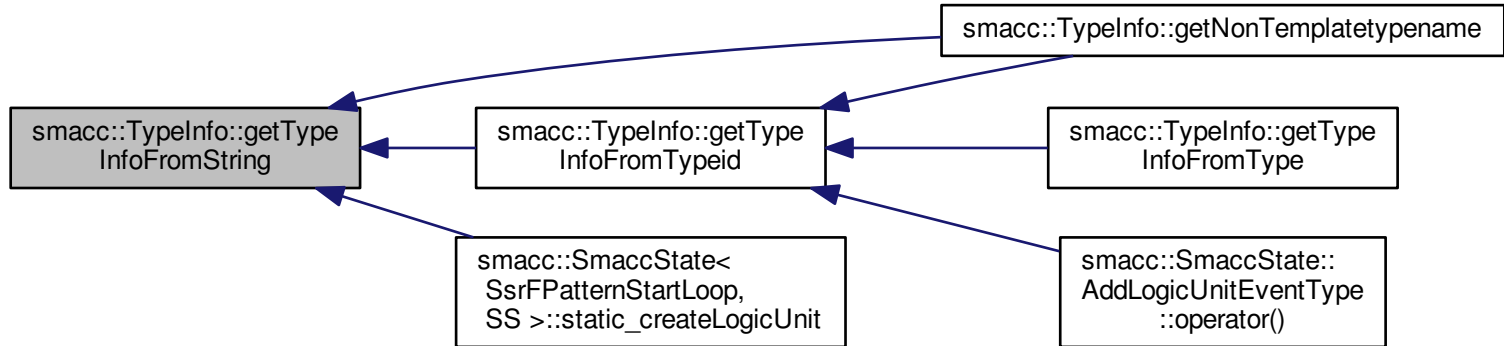 smacc::TypeInfo::getNonTemplatetypename
smacc::TypeInfo::getType
InfoFromString
smacc::TypeInfo::getType
InfoFromTypeid
smacc::TypeInfo::getType
InfoFromType
smacc::SmaccState<
SsrFPatternStartLoop,
SS >::static_createLogicUnit
smacc::SmaccState::
AddLogicUnitEventType
::operator()